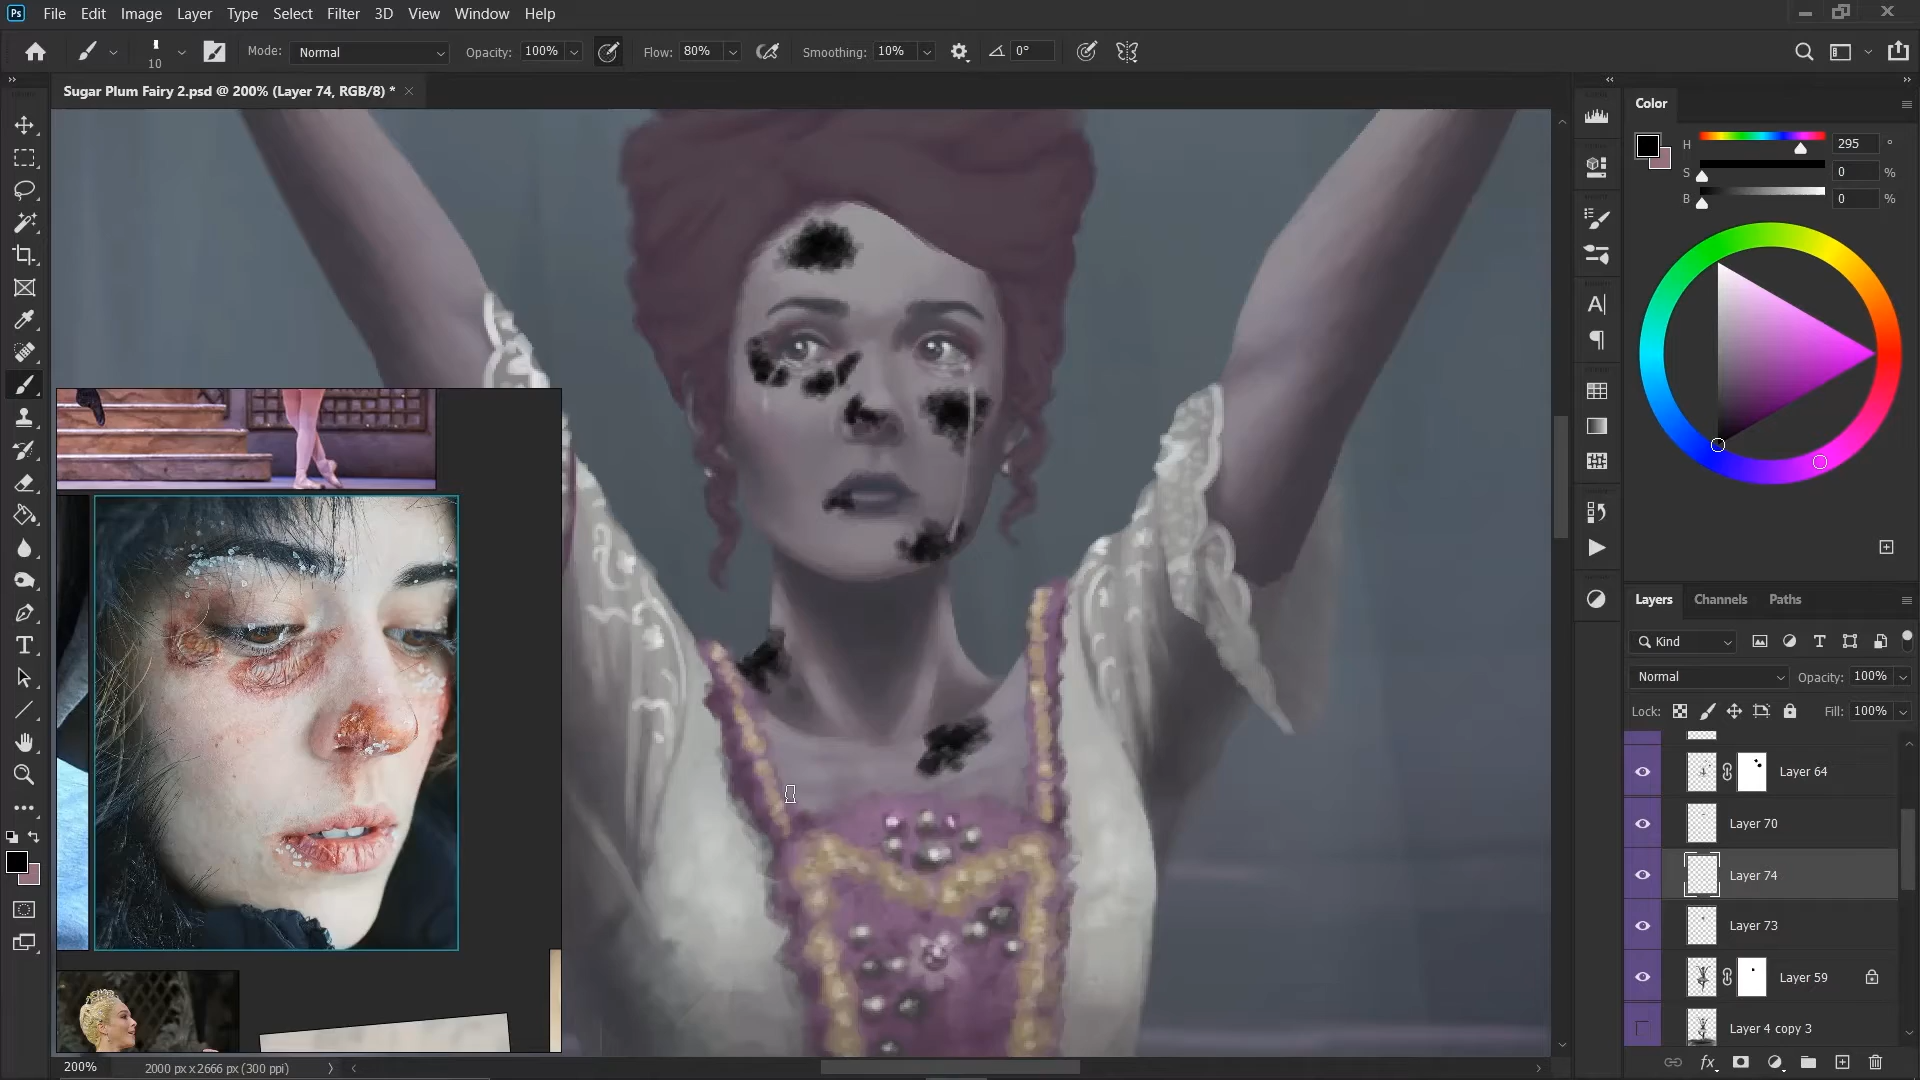 Ps File Edit Image Layer Type Select Filter 3D View Window Help
10 Mode: Normal Opacity: 100% Flow: 80% Smoothing: 10% 0°
Sugar Plum Fairy 2.psd @ 200% (Layer 74, RGB/8) *
Color
H 295 °
S 0 %
B 0 %
Layers Channels Paths
Kind
Normal Opacity: 100%
Lock: Fill: 100%
Layer 64
Layer 70
Layer 74
Layer 73
Layer 59
Layer 4 copy 3
fx
200% 2000 px x 2666 px (300 ppi)